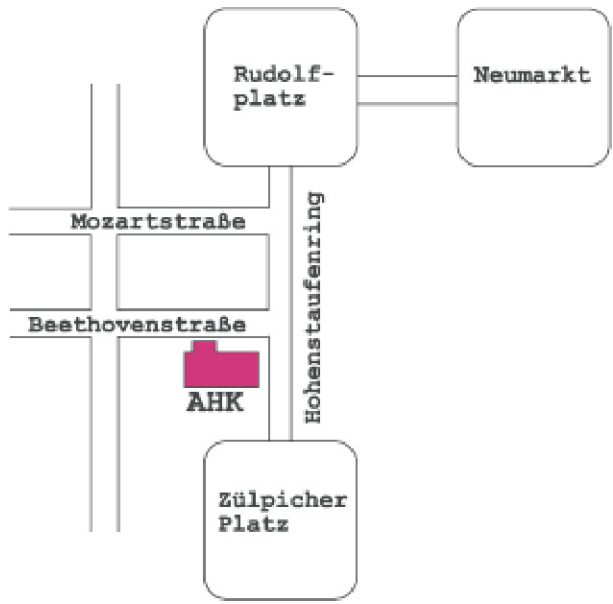 Rudolf-
platz
Neumarkt
Mozartstraße
Hohenstaufenring
Beethovenstraße
AHK
Zülpicher
Platz